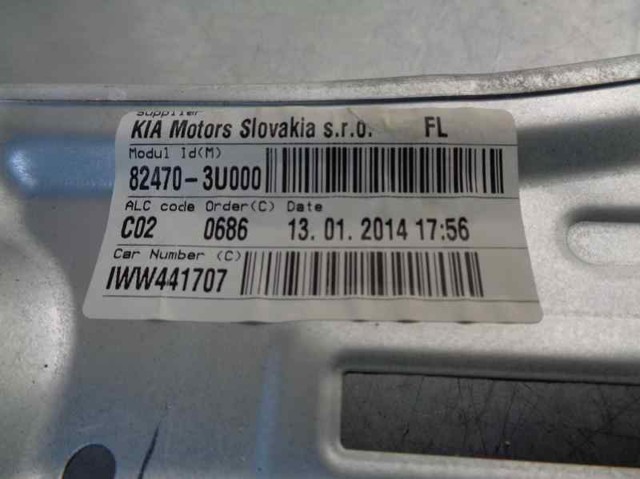 Supplier
KIA Motors Slovakia s.r.o. FL
Modul Id(M)
82470-3U000
ALC code Order(C) Date
C02 0686 13. 01. 2014 17:56
Car Number (C)
IWW441707